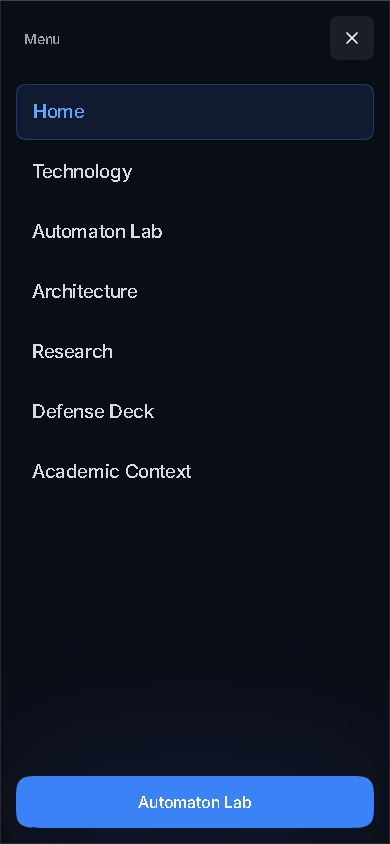 Menu
Home
Technology
Automaton Lab
Architecture
Research
Defense Deck
Academic Context
Automaton Lab